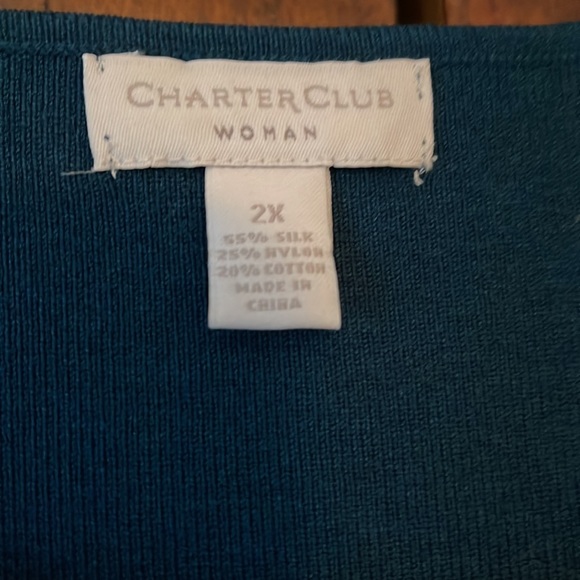 CHARTER CLUB
WOMAN
2X
55% SILK
25% NYLON
20% COTTON
MADE IN
CHINA